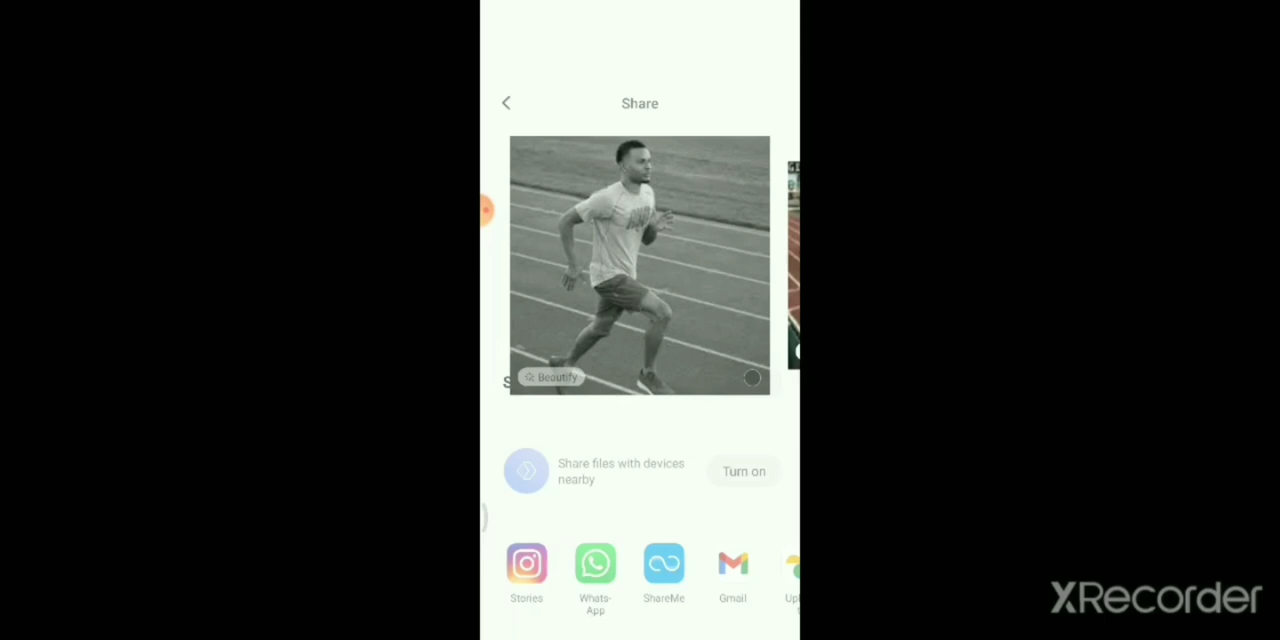 Share
Beautify
Share files with devices
nearby
Turn on
Stories
Whats-
App
ShareMe
Gmail
XRecorder